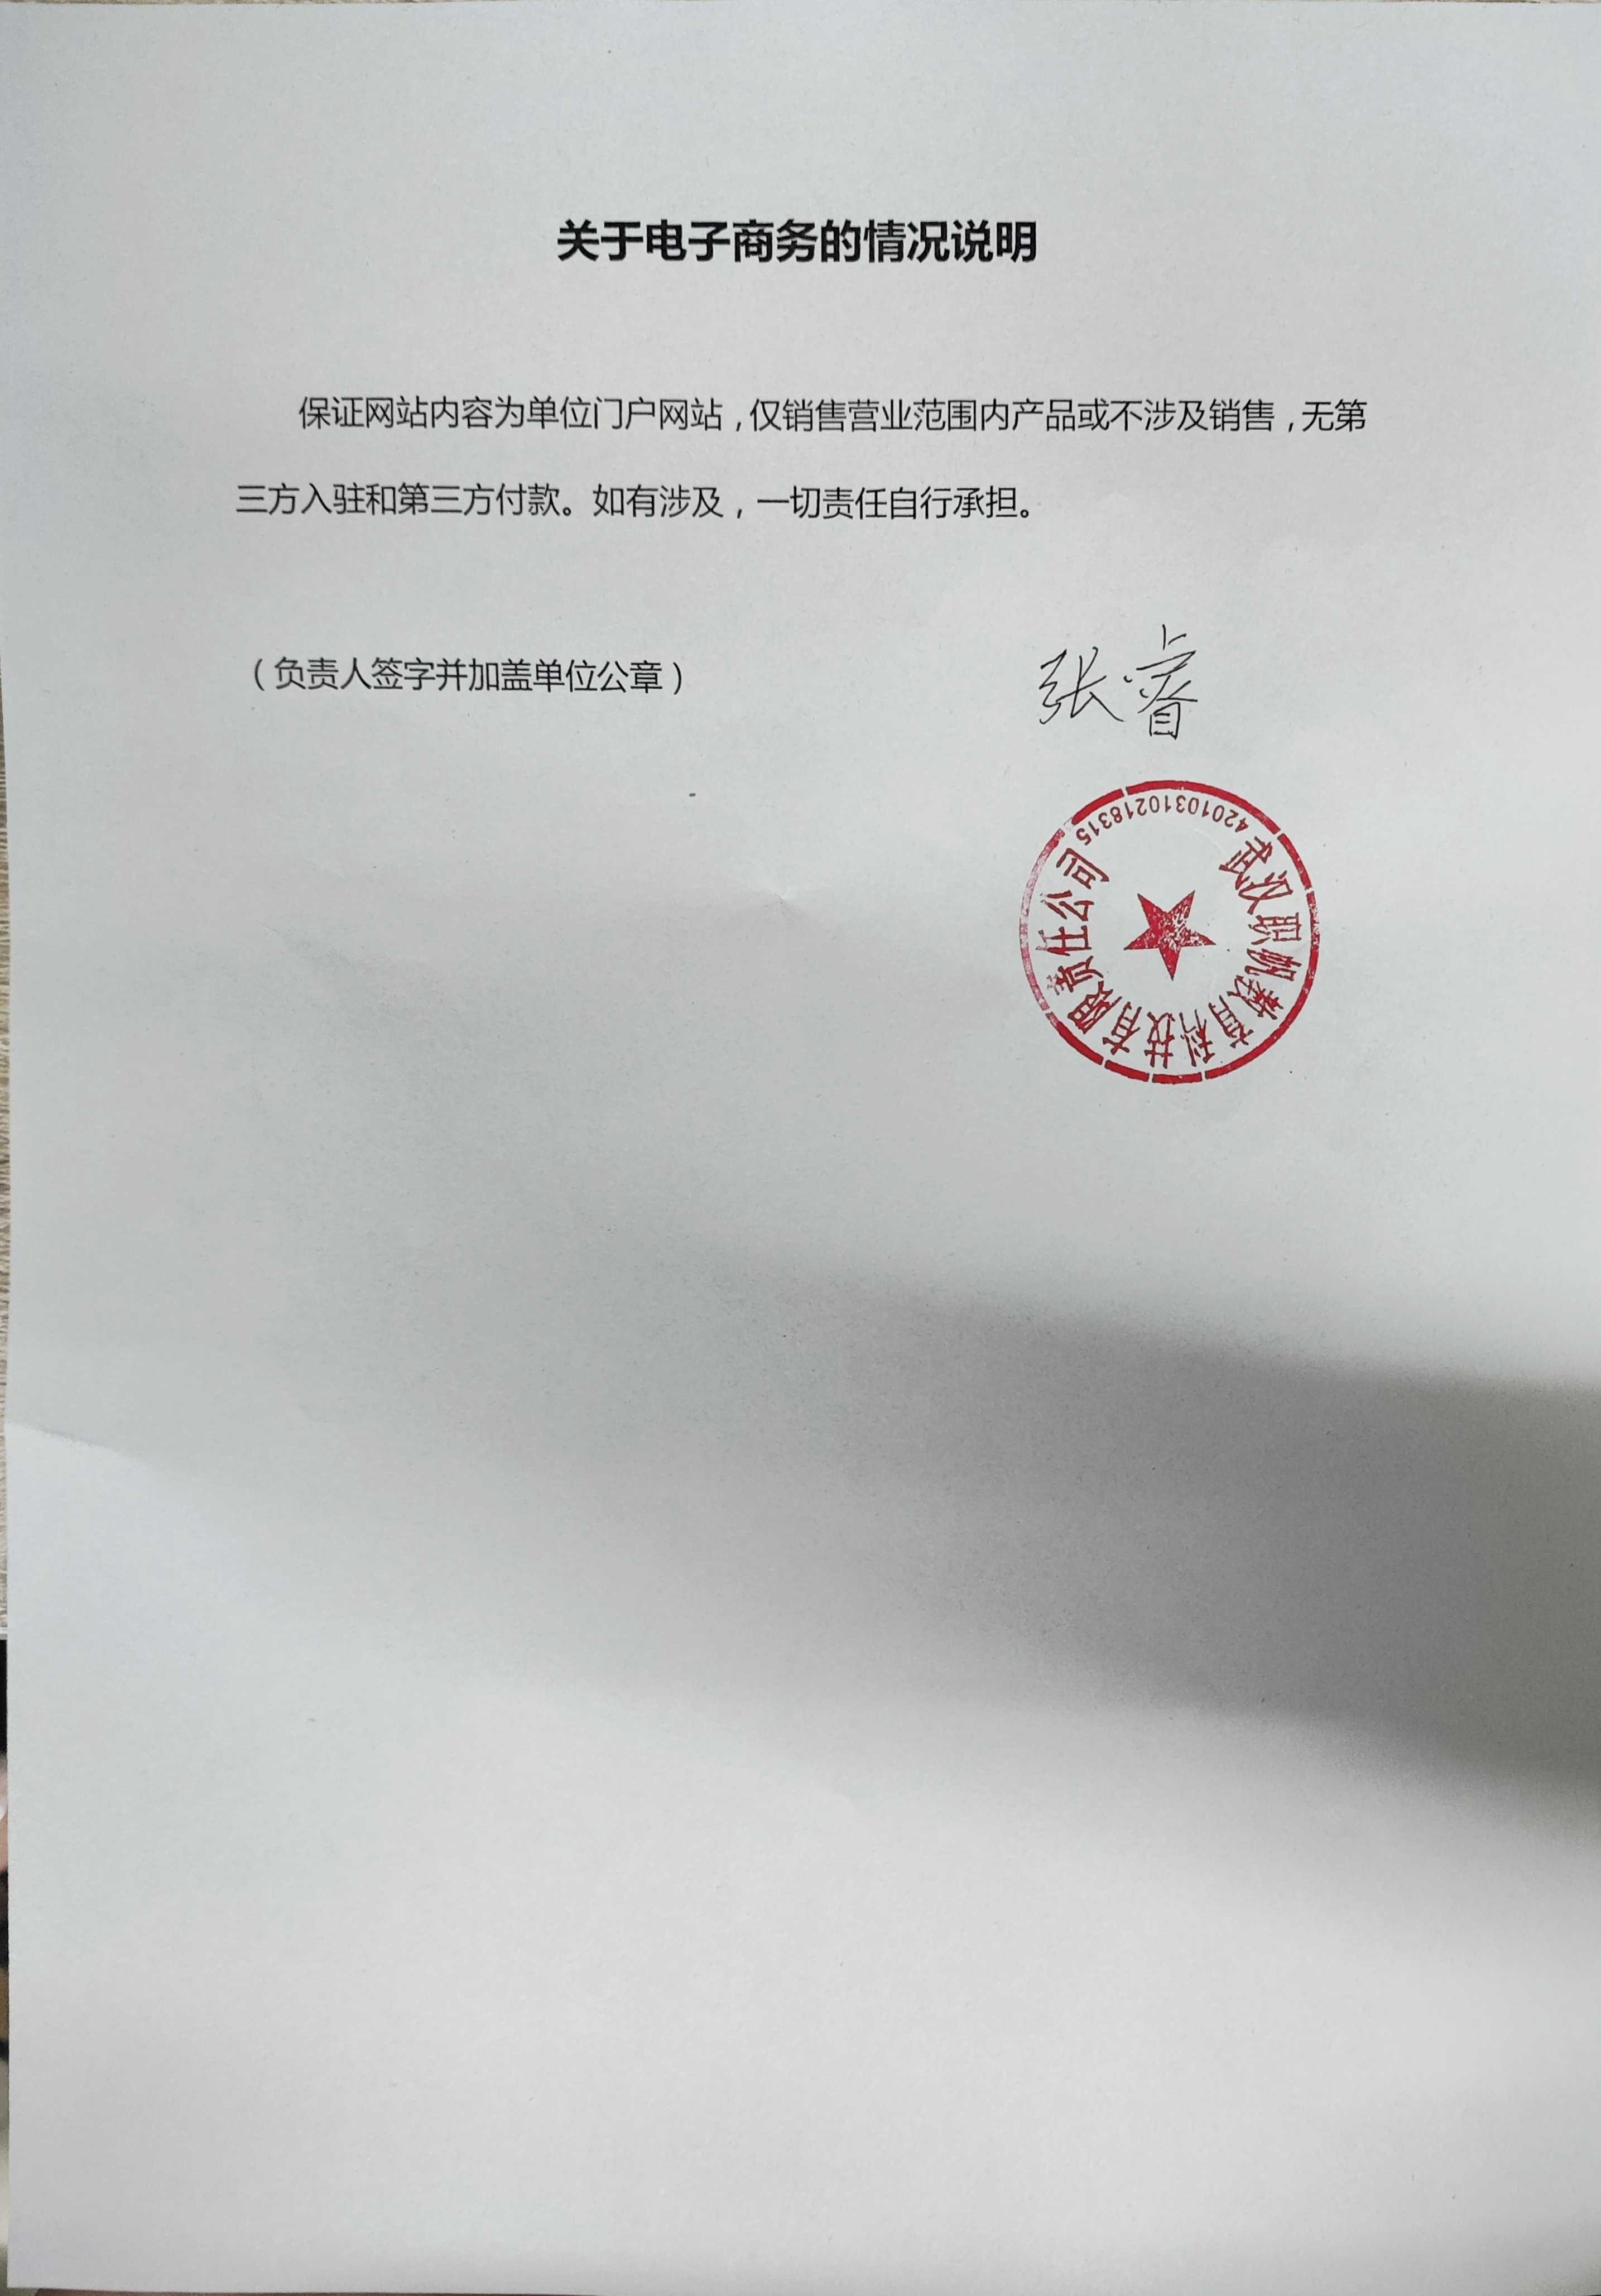 关于电子商务的情况说明
保证网站内容为单位门户网站，仅销售营业范围内产品或不涉及销售，无第
三方入驻和第三方付款。如有涉及，一切责任自行承担。
（负责人签字并加盖单位公章）
张睿
武汉职帆教育科技有限责任公司
4201031021831​5